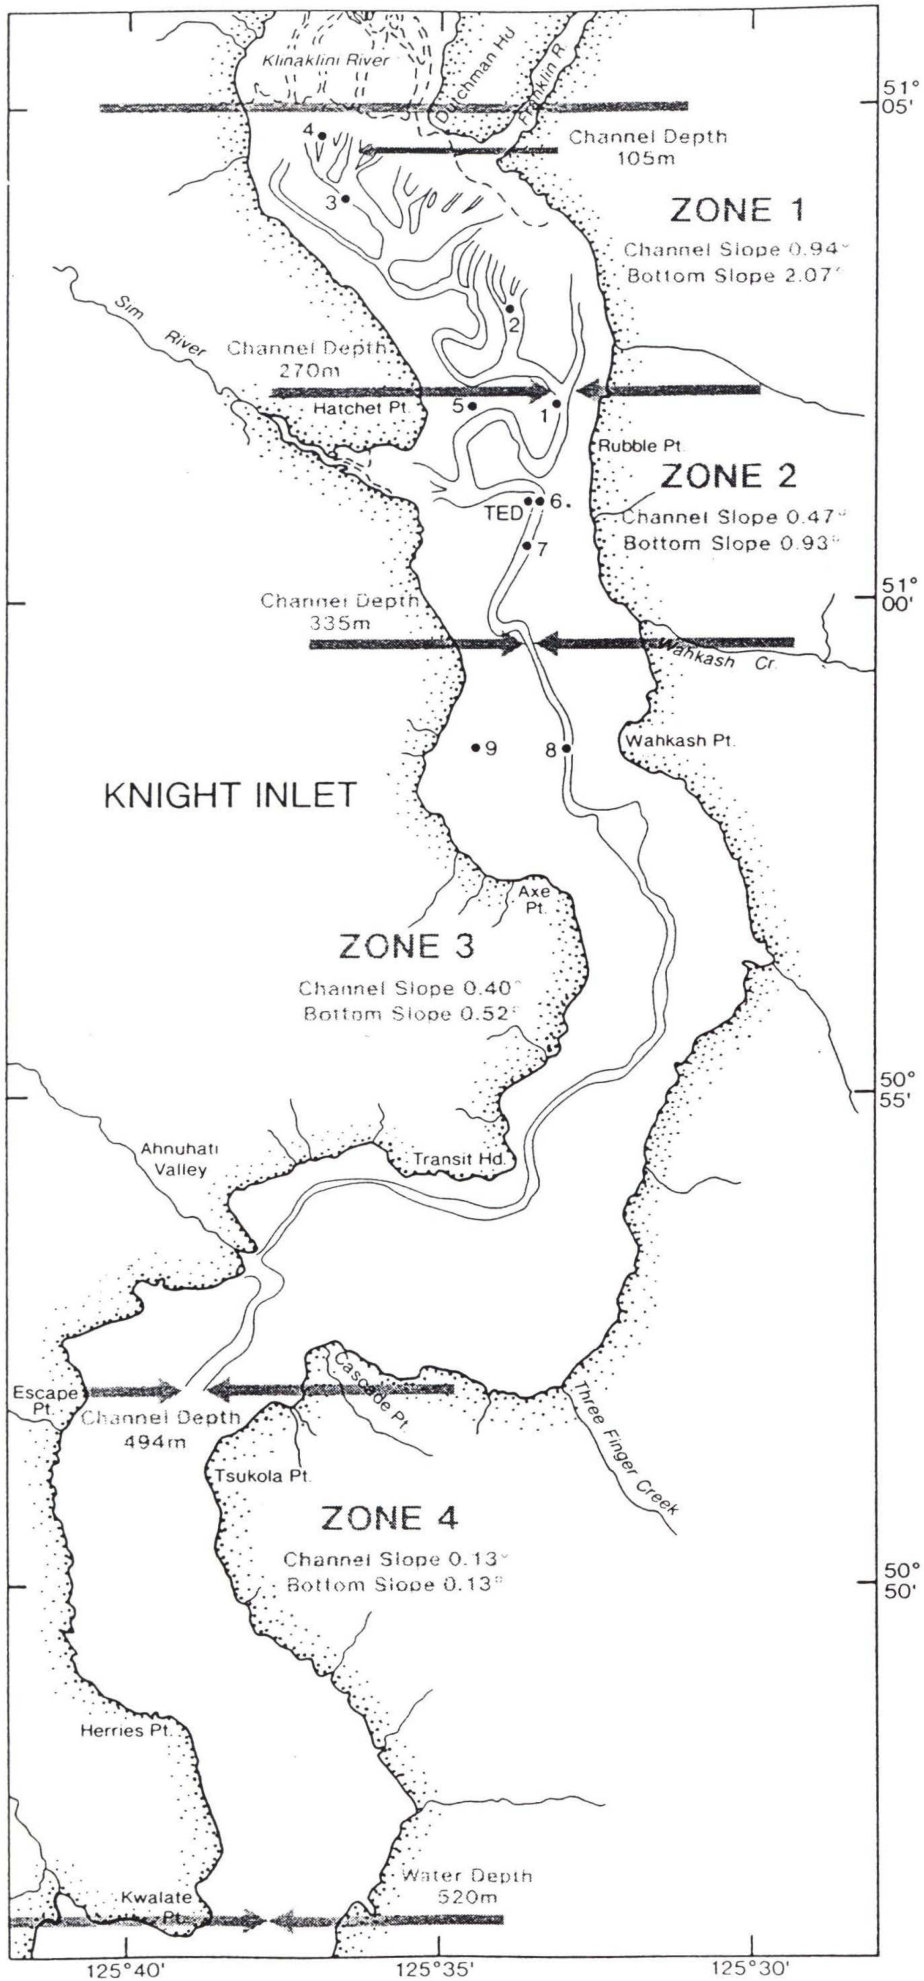 Klinaklini River
Dutchman Hd
Franklin R.
51°
05'
4
Channel Depth
105m
3
ZONE 1
Channel Slope 0.94°
Bottom Slope 2.07°
Sim River
2
Channel Depth
270m
Hatchet Pt.
5
1
Rubble Pt.
ZONE 2
TED
6
Channel Slope 0.47°
Bottom Slope 0.93°
7
51°
00'
Channel Depth
335m
Wahkash Cr.
9
8
Wahkash Pt.
KNIGHT INLET
Axe
Pt.
ZONE 3
Channel Slope 0.40°
Bottom Slope 0.52°
50°
55'
Ahnuhati
Valley
Transit Hd.
Escape
Pt.
Cascade Pt
Three Finger Creek
Channel Depth
494m
Tsukola Pt.
ZONE 4
Channel Slope 0.13°
Bottom Slope 0.13°
50°
50'
Herries Pt.
Water Depth
520m
Kwalate
Pt.
125°40'
125°35'
125°30'